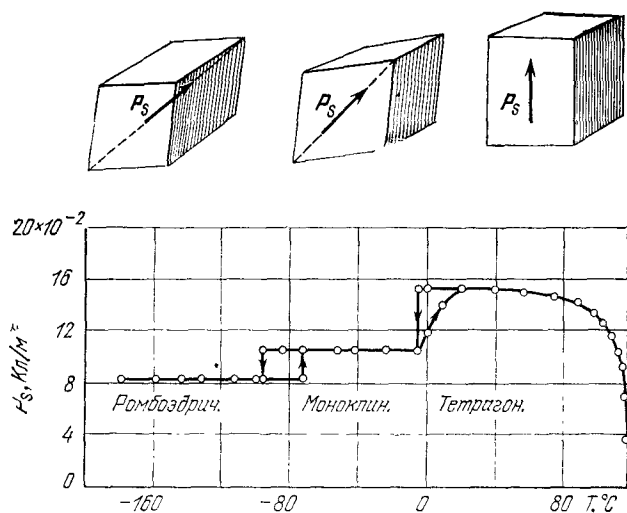 P_S
P_S
P_S
20×10⁻²
16
12
8
4
0
P_S, Кл/м²
Ромбоэдрич.
Моноклин.
Тетрагон.
−160
−80
0
80
T,°C